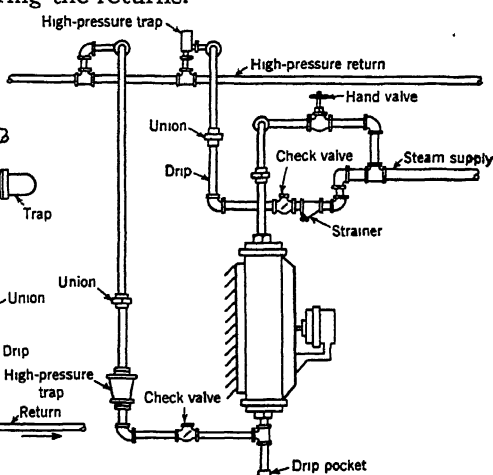 ring the returns.
High-pressure trap
High-pressure return
Hand valve
Union
Check valve
Steam supply
Drip
Trap
Strainer
Union
Union
Drip
High-pressure
trap
Check valve
Return
Drip pocket